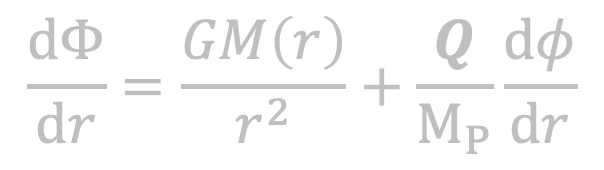 dΦ/dr = GM(r)/r² + Q/M_P dϕ/dr